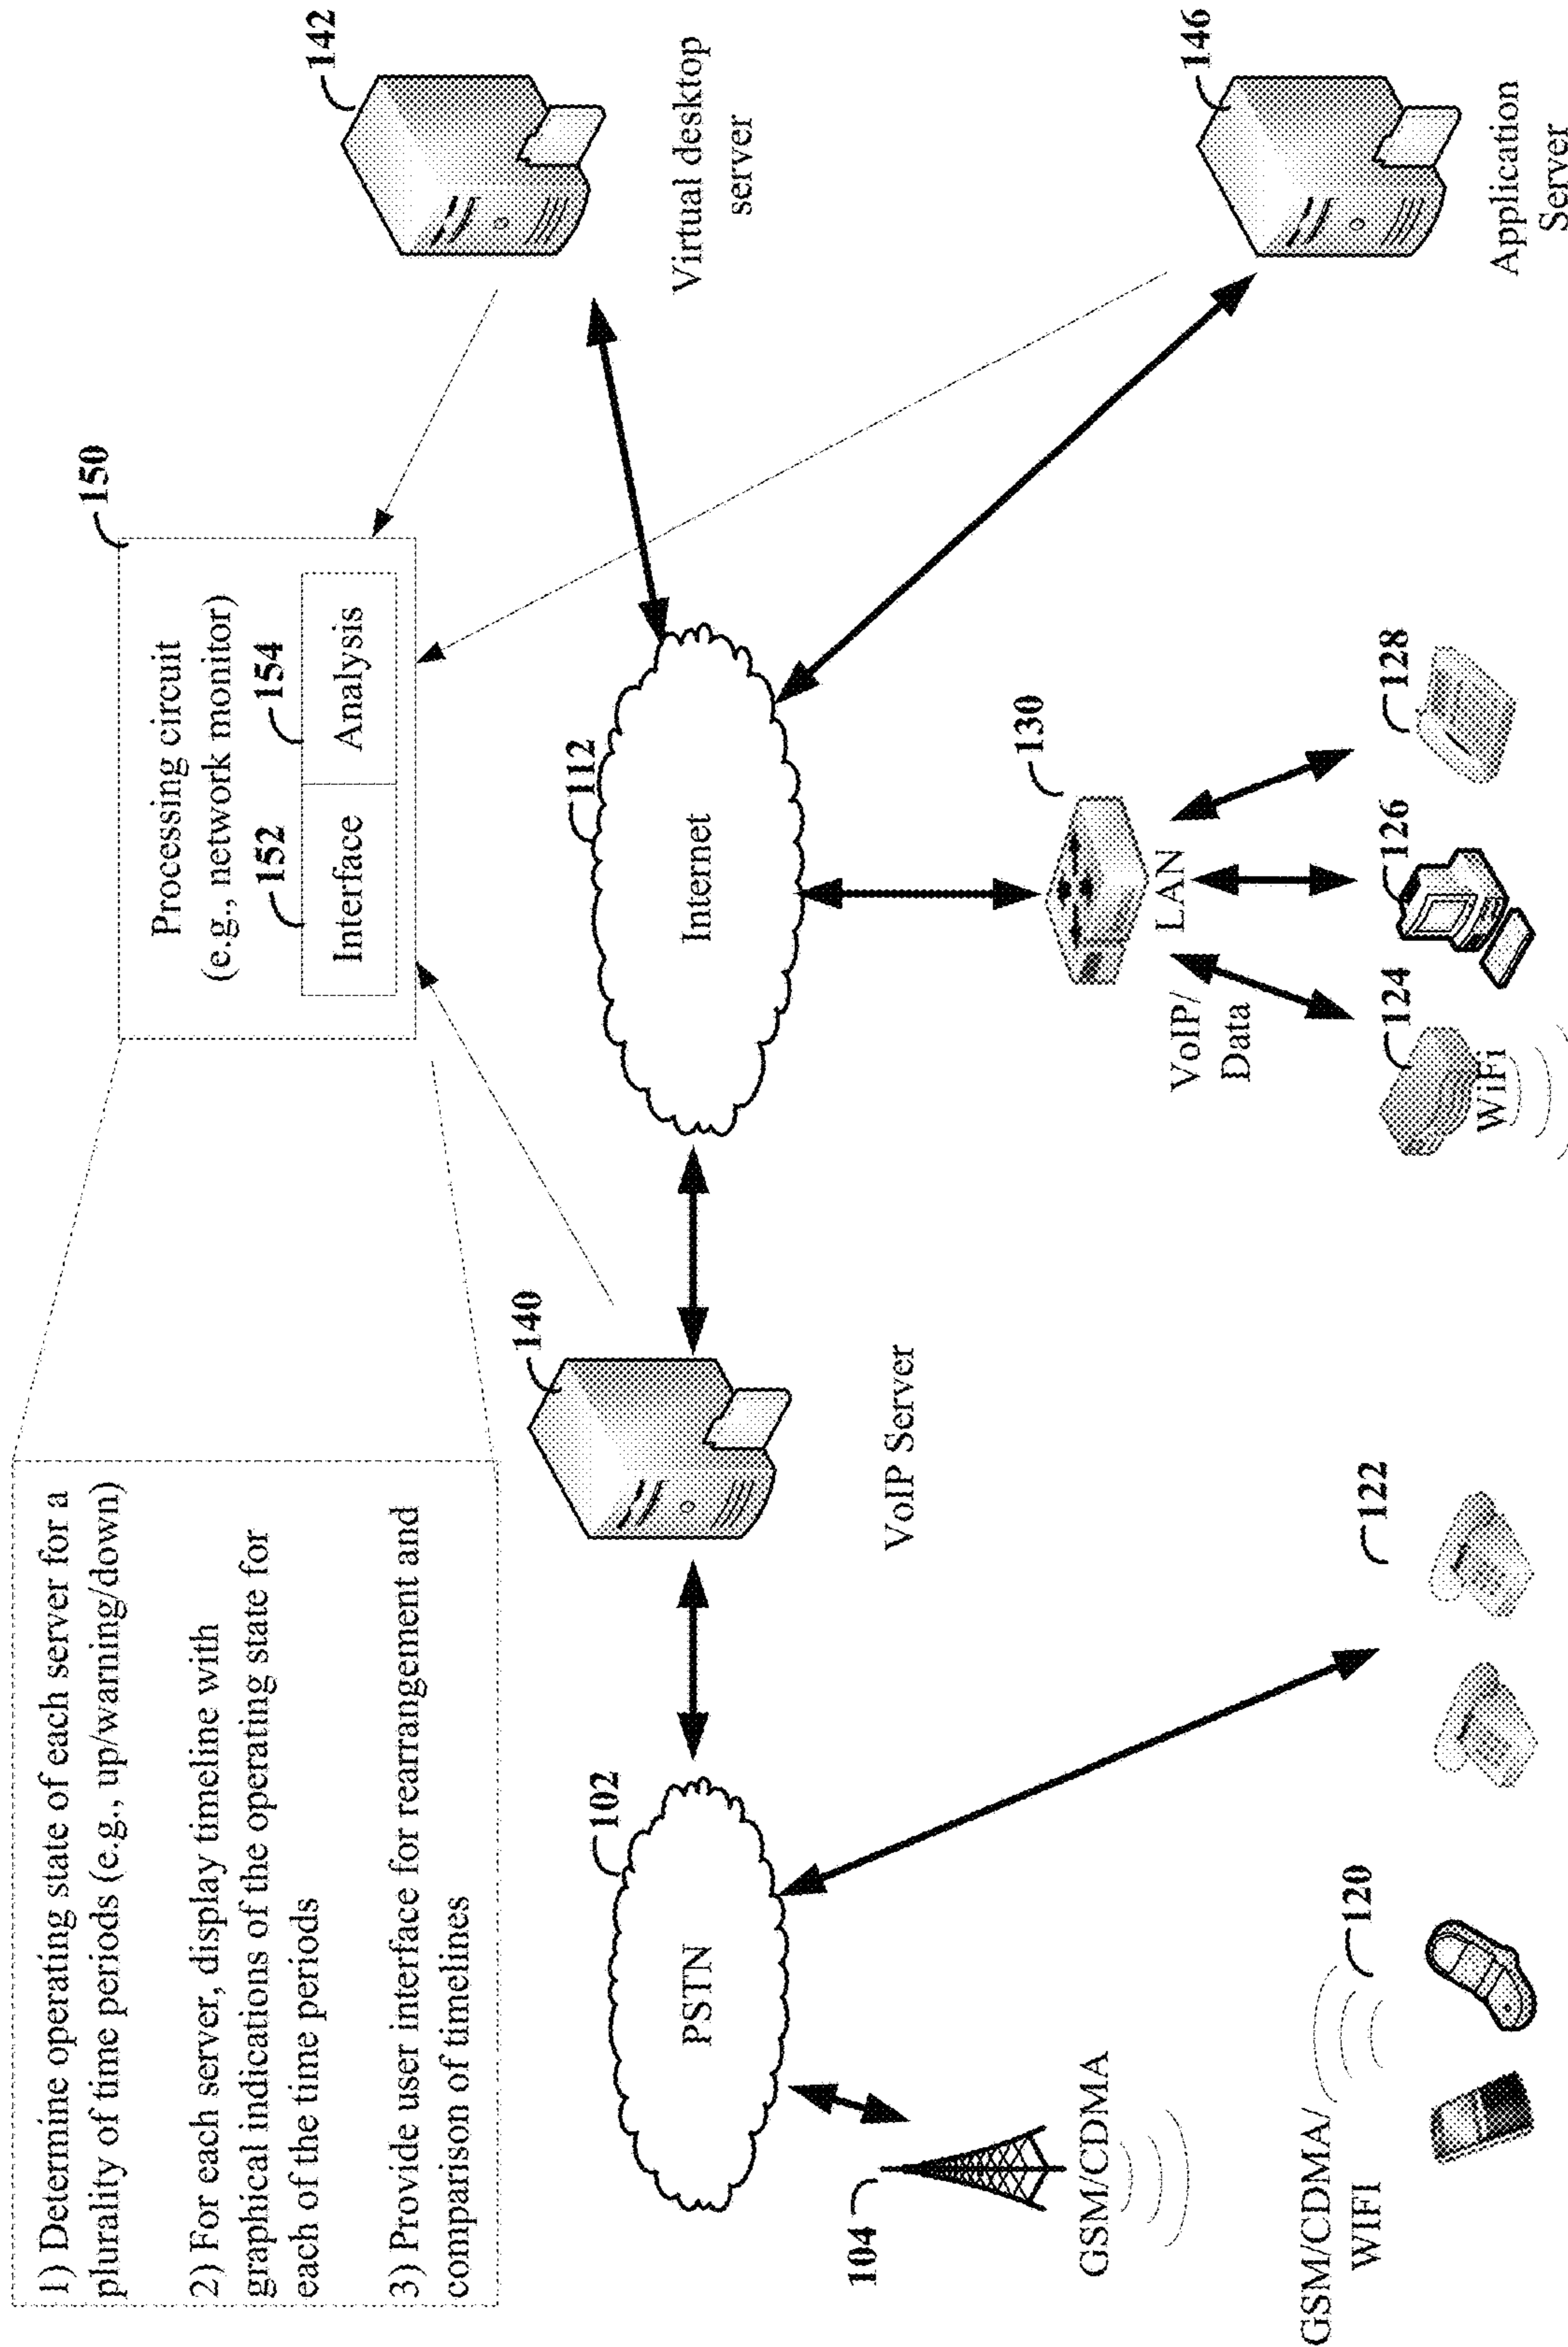 1) Determine operating state of each server for a
plurality of time periods (e.g., up/warning/down)
2) For each server, display timeline with
graphical indications of the operating state for
each of the time periods
3) Provide user interface for rearrangement and
comparison of timelines
150
Processing circuit
(e.g., network monitor)
152
154
Interface
Analysis
142
Virtual desktop
server
140
VoIP Server
112
Internet
102
PSTN
104
GSM/CDMA
130
LAN
VoIP/
Data
146
Application
Server
GSM/CDMA/
WIFI
120
122
124
WiFi
126
128